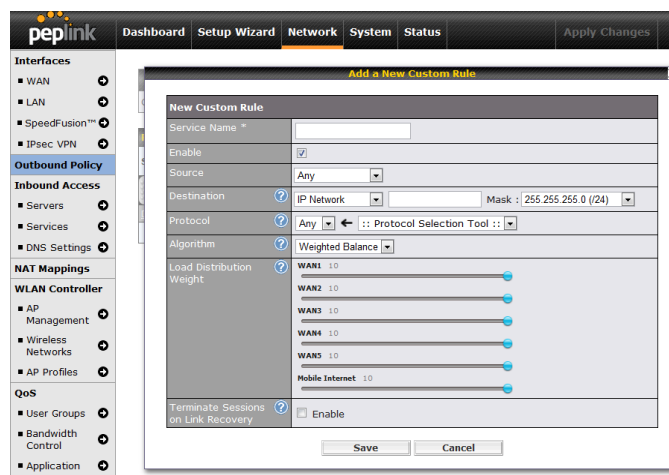 peplink
Dashboard Setup Wizard Network System Status Apply Changes
Interfaces
WAN
LAN
SpeedFusion™
IPsec VPN
Outbound Policy
Inbound Access
Servers
Services
DNS Settings
NAT Mappings
WLAN Controller
AP Management
Wireless Networks
AP Profiles
QoS
User Groups
Bandwidth Control
Application
Add a New Custom Rule
New Custom Rule
Service Name *
Enable
Source Any
Destination ? IP Network Mask : 255.255.255.0 (/24)
Protocol ? Any :: Protocol Selection Tool ::
Algorithm ? Weighted Balance
Load Distribution Weight ?
WAN1 10
WAN2 10
WAN3 10
WAN4 10
WAN5 10
Mobile Internet 10
Terminate Sessions on Link Recovery ? Enable
Save Cancel